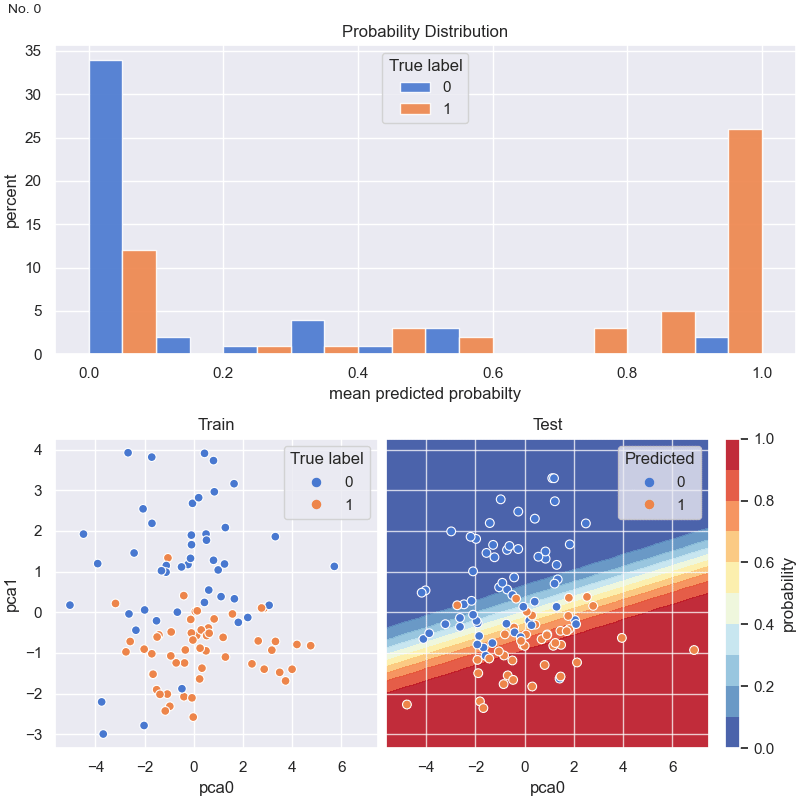 No. 0
Probability Distribution
True label
0
1
percent
35
30
25
20
15
10
5
0
0.0 0.2 0.4 0.6 0.8 1.0
mean predicted probabilty
Train
True label
0
1
pca1
4
3
2
1
0
−1
−2
−3
−4 −2 0 2 4 6
pca0
Test
Predicted
0
1
−4 −2 0 2 4 6
pca0
1.0
0.8
0.6
0.4
0.2
0.0
probability